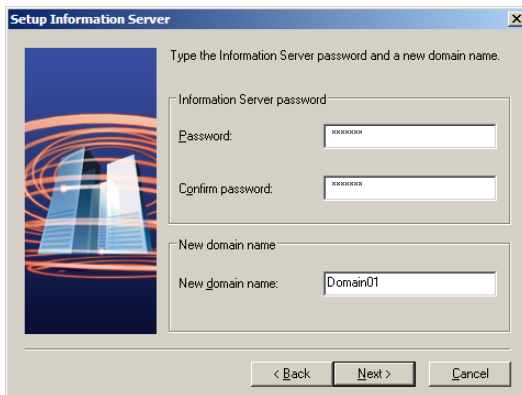 Setup Information Server
Type the Information Server password and a new domain name.
Information Server password
Password: *******
Confirm password: *******
New domain name
New domain name: Domain01
< Back Next > Cancel